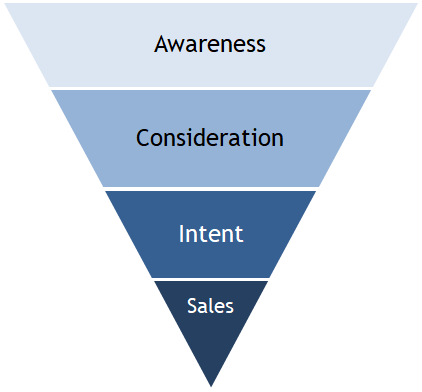 Awareness
Consideration
Intent
Sales